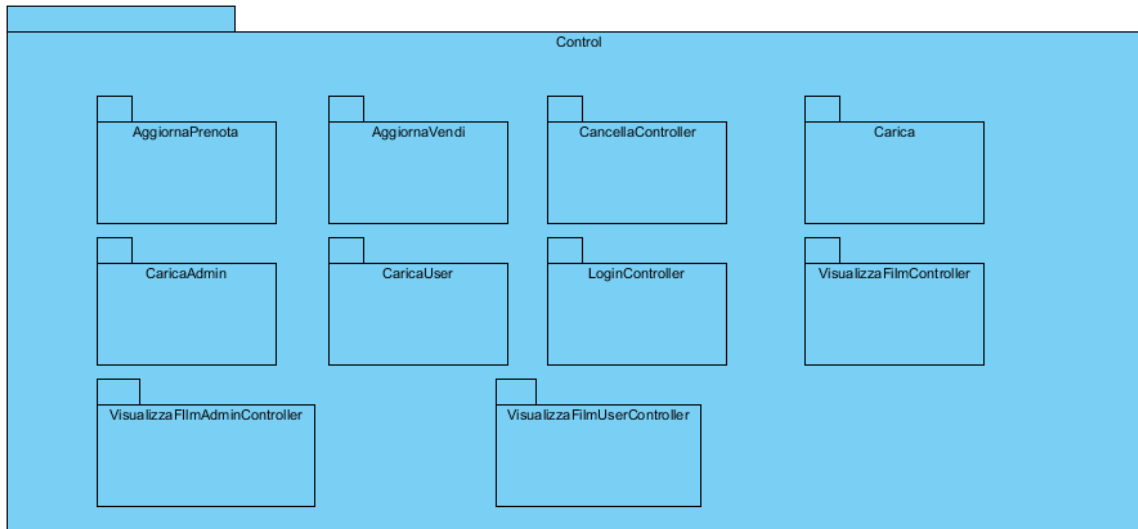 Control
AggiornaPrenota
AggiornaVendi
CancellaController
Carica
CaricaAdmin
CaricaUser
LoginController
VisualizzaFilmController
VisualizzaFIlmAdminController
VisualizzaFilmUserController